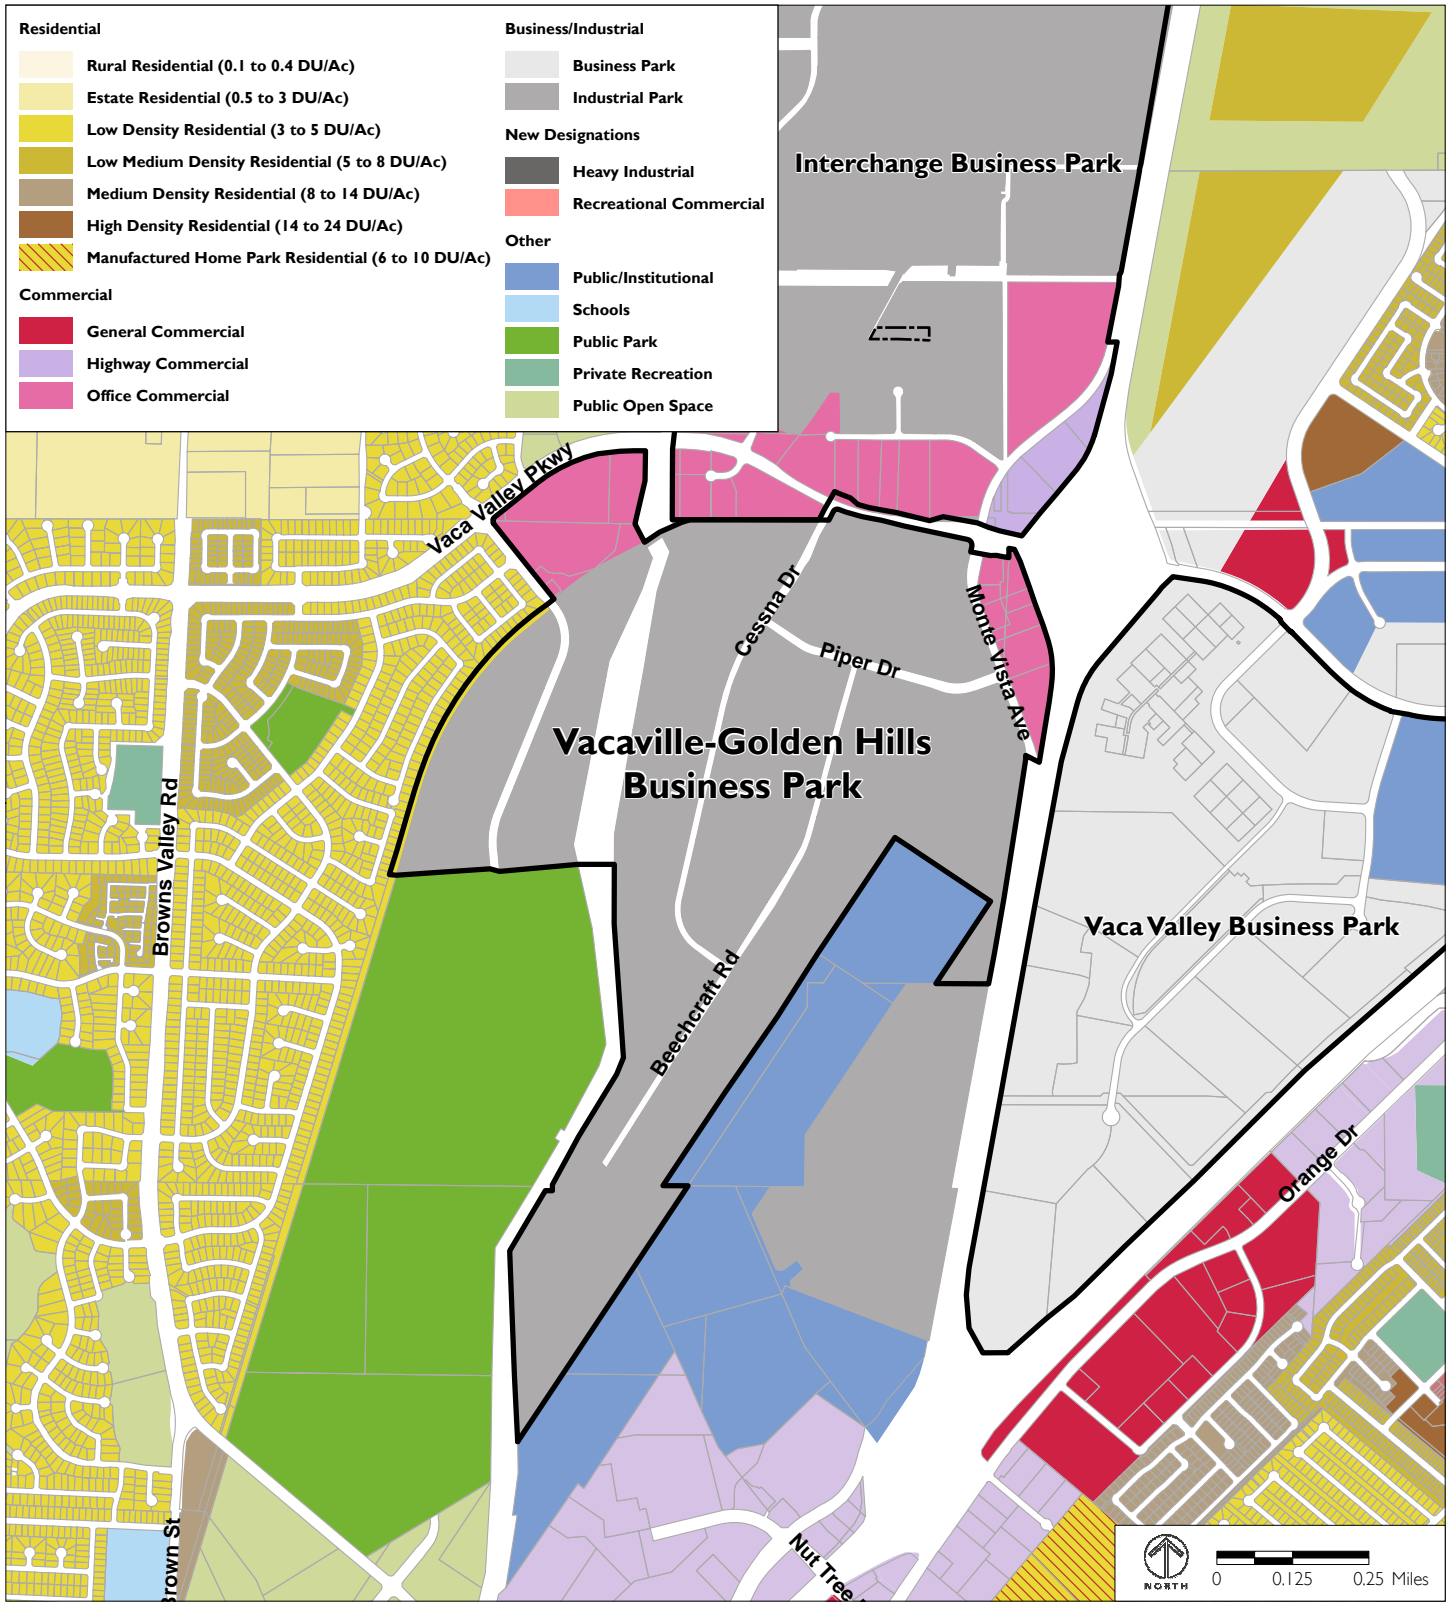 Residential
Rural Residential (0.1 to 0.4 DU/Ac)
Estate Residential (0.5 to 3 DU/Ac)
Low Density Residential (3 to 5 DU/Ac)
Low Medium Density Residential (5 to 8 DU/Ac)
Medium Density Residential (8 to 14 DU/Ac)
High Density Residential (14 to 24 DU/Ac)
Manufactured Home Park Residential (6 to 10 DU/Ac)
Commercial
General Commercial
Highway Commercial
Office Commercial
Business/Industrial
Business Park
Industrial Park
New Designations
Heavy Industrial
Recreational Commercial
Other
Public/Institutional
Schools
Public Park
Private Recreation
Public Open Space
Interchange Business Park
Vaca Valley Pkwy
Cessna Dr
Piper Dr
Monte Vista Ave
Vacaville-Golden Hills
Business Park
Browns Valley Rd
Vaca Valley Business Park
Beechcraft Rd
Orange Dr
Brown St
Nut Tree
NORTH
0 0.125 0.25 Miles